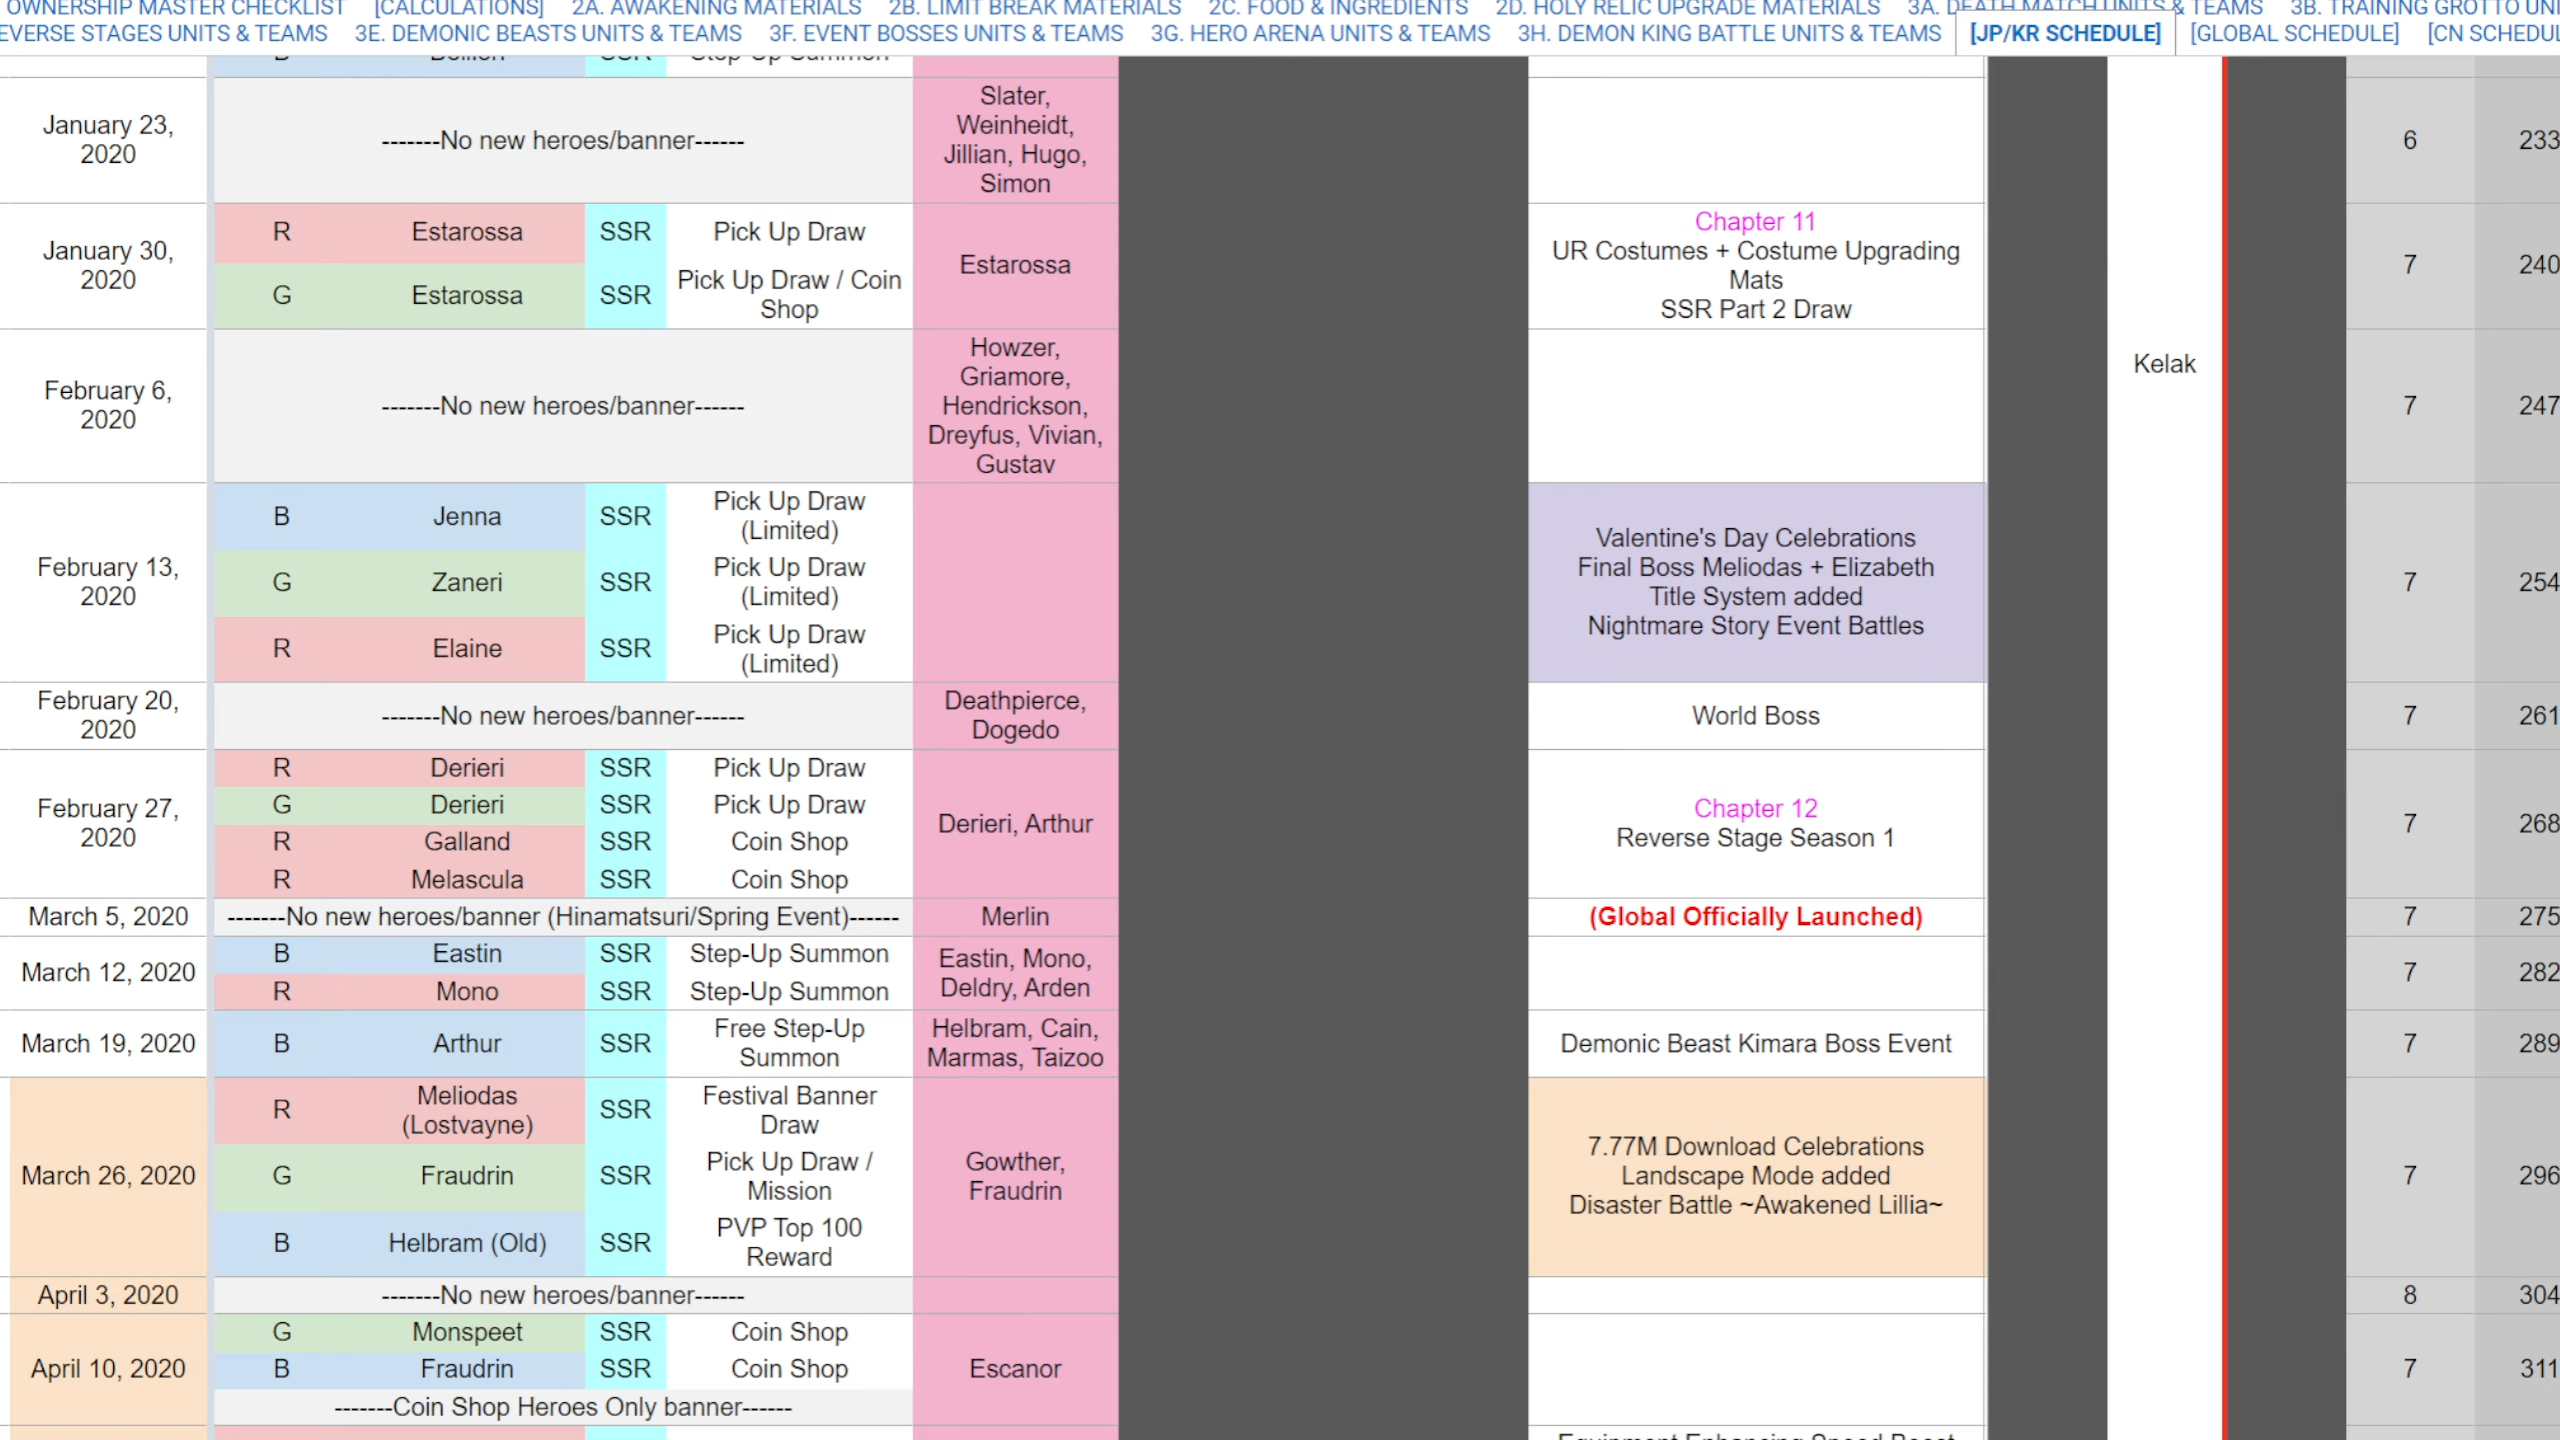 OWNERSHIP MASTER CHECKLIST [CALCULATIONS] 2A. AWAKENING MATERIALS 2B. LIMIT BREAK MATERIALS 2C. FOOD & INGREDIENTS 2D. HOLY RELIC UPGRADE MATERIALS 3A. DEATH MATCH UNITS & TEAMS 3B. TRAINING GROTTO UNI
EVERSE STAGES UNITS & TEAMS 3E. DEMONIC BEASTS UNITS & TEAMS 3F. EVENT BOSSES UNITS & TEAMS 3G. HERO ARENA UNITS & TEAMS 3H. DEMON KING BATTLE UNITS & TEAMS [JP/KR SCHEDULE] [GLOBAL SCHEDULE] [CN SCHEDUL
SSR Step-Up Summon
January 23,
2020
-------No new heroes/banner------
Slater,
Weinheidt,
Jillian, Hugo,
Simon
6 233
January 30,
2020
R Estarossa SSR Pick Up Draw
G Estarossa SSR Pick Up Draw / Coin
Shop
Estarossa
Chapter 11
UR Costumes + Costume Upgrading
Mats
SSR Part 2 Draw
7 240
Kelak
February 6,
2020
-------No new heroes/banner------
Howzer,
Griamore,
Hendrickson,
Dreyfus, Vivian,
Gustav
7 247
February 13,
2020
B Jenna SSR Pick Up Draw
(Limited)
G Zaneri SSR Pick Up Draw
(Limited)
R Elaine SSR Pick Up Draw
(Limited)
Valentine's Day Celebrations
Final Boss Meliodas + Elizabeth
Title System added
Nightmare Story Event Battles
7 254
February 20,
2020
-------No new heroes/banner------
Deathpierce,
Dogedo
World Boss
7 261
February 27,
2020
R Derieri SSR Pick Up Draw
G Derieri SSR Pick Up Draw
R Galland SSR Coin Shop
R Melascula SSR Coin Shop
Derieri, Arthur
Chapter 12
Reverse Stage Season 1
7 268
March 5, 2020 -------No new heroes/banner (Hinamatsuri/Spring Event)------ Merlin (Global Officially Launched) 7 275
March 12, 2020
B Eastin SSR Step-Up Summon
R Mono SSR Step-Up Summon
Eastin, Mono,
Deldry, Arden
7 282
March 19, 2020
B Arthur SSR Free Step-Up
Summon
Helbram, Cain,
Marmas, Taizoo
Demonic Beast Kimara Boss Event
7 289
March 26, 2020
R Meliodas
(Lostvayne) SSR Festival Banner
Draw
G Fraudrin SSR Pick Up Draw /
Mission
B Helbram (Old) SSR PVP Top 100
Reward
Gowther,
Fraudrin
7.77M Download Celebrations
Landscape Mode added
Disaster Battle ~Awakened Lillia~
7 296
April 3, 2020 -------No new heroes/banner------ 8 304
April 10, 2020
G Monspeet SSR Coin Shop
B Fraudrin SSR Coin Shop
-------Coin Shop Heroes Only banner------
Escanor
7 311
Equipment Enhancing Speed Boost